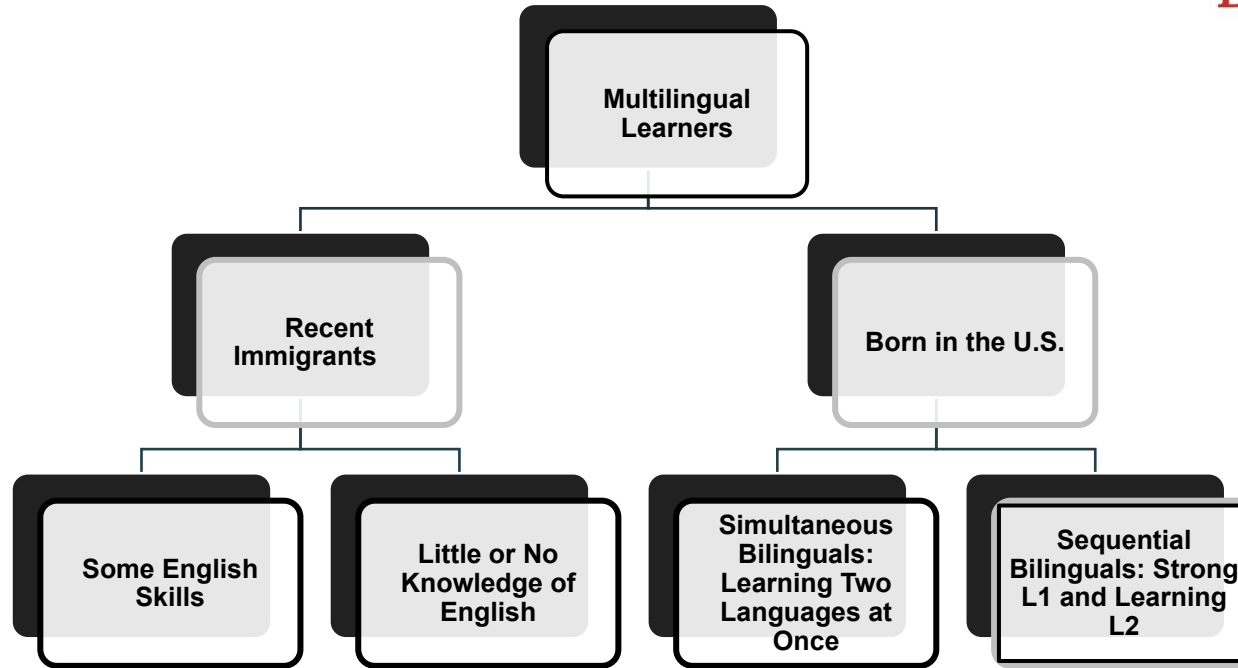 Multilingual
Learners
Recent
Immigrants
Born in the U.S.
Some English
Skills
Little or No
Knowledge of
English
Simultaneous
Bilinguals:
Learning Two
Languages at
Once
Sequential
Bilinguals: Strong
L1 and Learning
L2